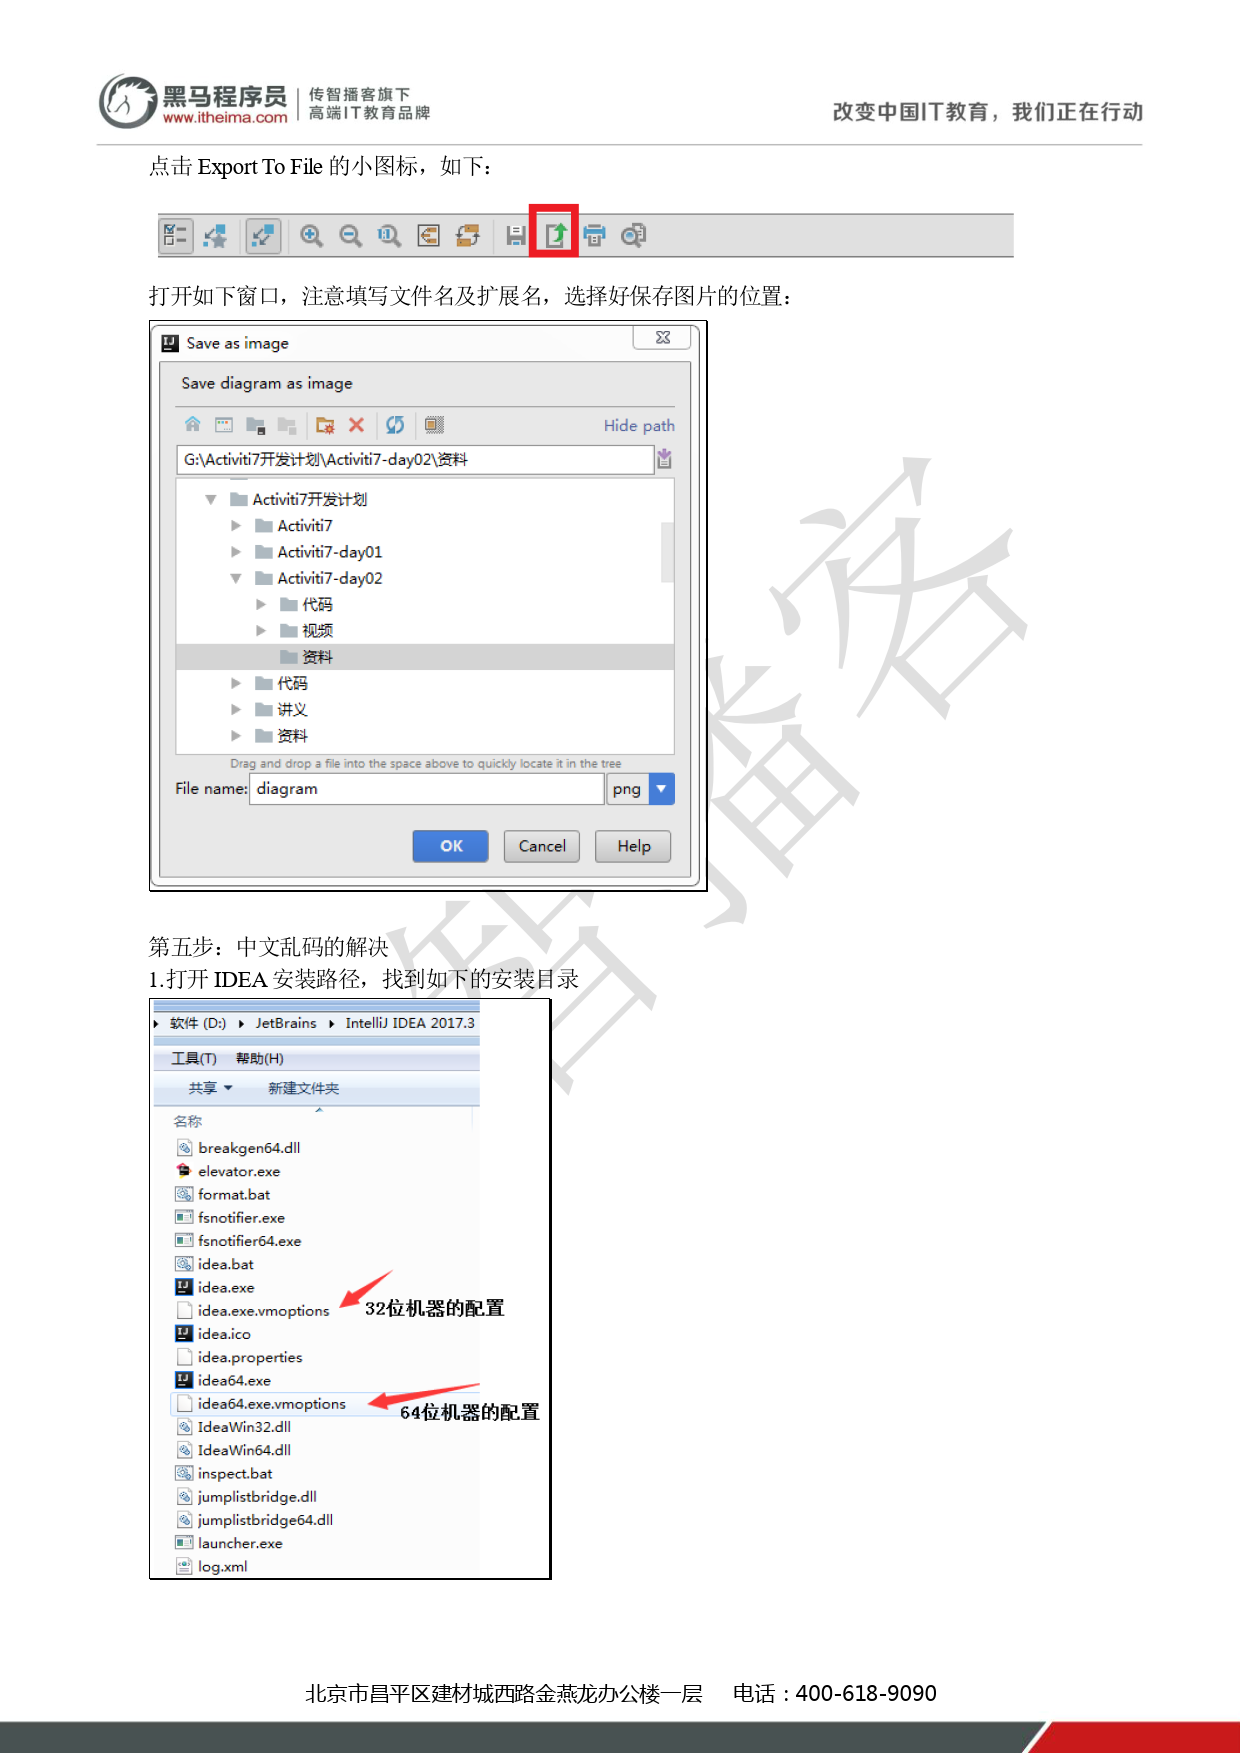 黑马程序员
www.itheima.com
传智播客旗下
高端IT教育品牌
改变中国IT教育，我们正在行动
点击 Export To File 的小图标，如下：
打开如下窗口，注意填写文件名及扩展名，选择好保存图片的位置：
Save as image
Save diagram as image
Hide path
G:\Activiti7开发计划\Activiti7-day02\资料
Activiti7开发计划
Activiti7
Activiti7-day01
Activiti7-day02
代码
视频
资料
代码
讲义
资料
Drag and drop a file into the space above to quickly locate it in the tree
File name: diagram png
OK Cancel Help
智播客
第五步：中文乱码的解决
1.打开 IDEA 安装路径，找到如下的安装目录
软件 (D:) JetBrains IntelliJ IDEA 2017.3
工具(T) 帮助(H)
共享 新建文件夹
名称
breakgen64.dll
elevator.exe
format.bat
fsnotifier.exe
fsnotifier64.exe
idea.bat
idea.exe
idea.exe.vmoptions 32位机器的配置
idea.ico
idea.properties
idea64.exe
idea64.exe.vmoptions 64位机器的配置
IdeaWin32.dll
IdeaWin64.dll
inspect.bat
jumplistbridge.dll
jumplistbridge64.dll
launcher.exe
log.xml
北京市昌平区建材城西路金燕龙办公楼一层 电话：400-618-9090